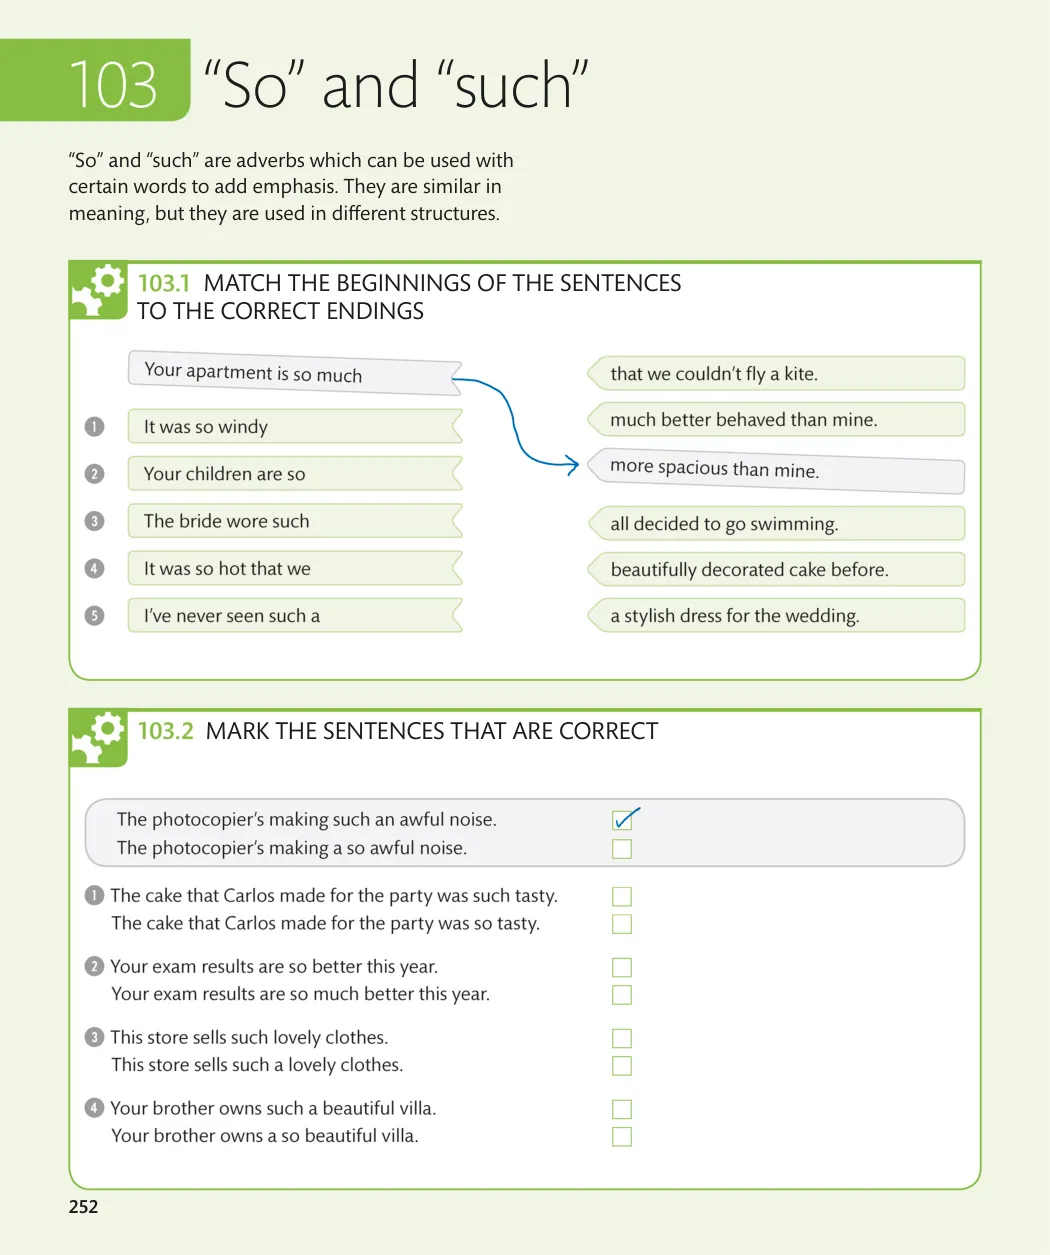 103 “So” and “such”
“So” and “such” are adverbs which can be used with
certain words to add emphasis. They are similar in
meaning, but they are used in different structures.
103.1 MATCH THE BEGINNINGS OF THE SENTENCES
TO THE CORRECT ENDINGS
Your apartment is so much
1 It was so windy
2 Your children are so
3 The bride wore such
4 It was so hot that we
5 I’ve never seen such a
that we couldn’t fly a kite.
much better behaved than mine.
more spacious than mine.
all decided to go swimming.
beautifully decorated cake before.
a stylish dress for the wedding.
103.2 MARK THE SENTENCES THAT ARE CORRECT
The photocopier’s making such an awful noise.
The photocopier’s making a so awful noise.
1 The cake that Carlos made for the party was such tasty.
The cake that Carlos made for the party was so tasty.
2 Your exam results are so better this year.
Your exam results are so much better this year.
3 This store sells such lovely clothes.
This store sells such a lovely clothes.
4 Your brother owns such a beautiful villa.
Your brother owns a so beautiful villa.
252